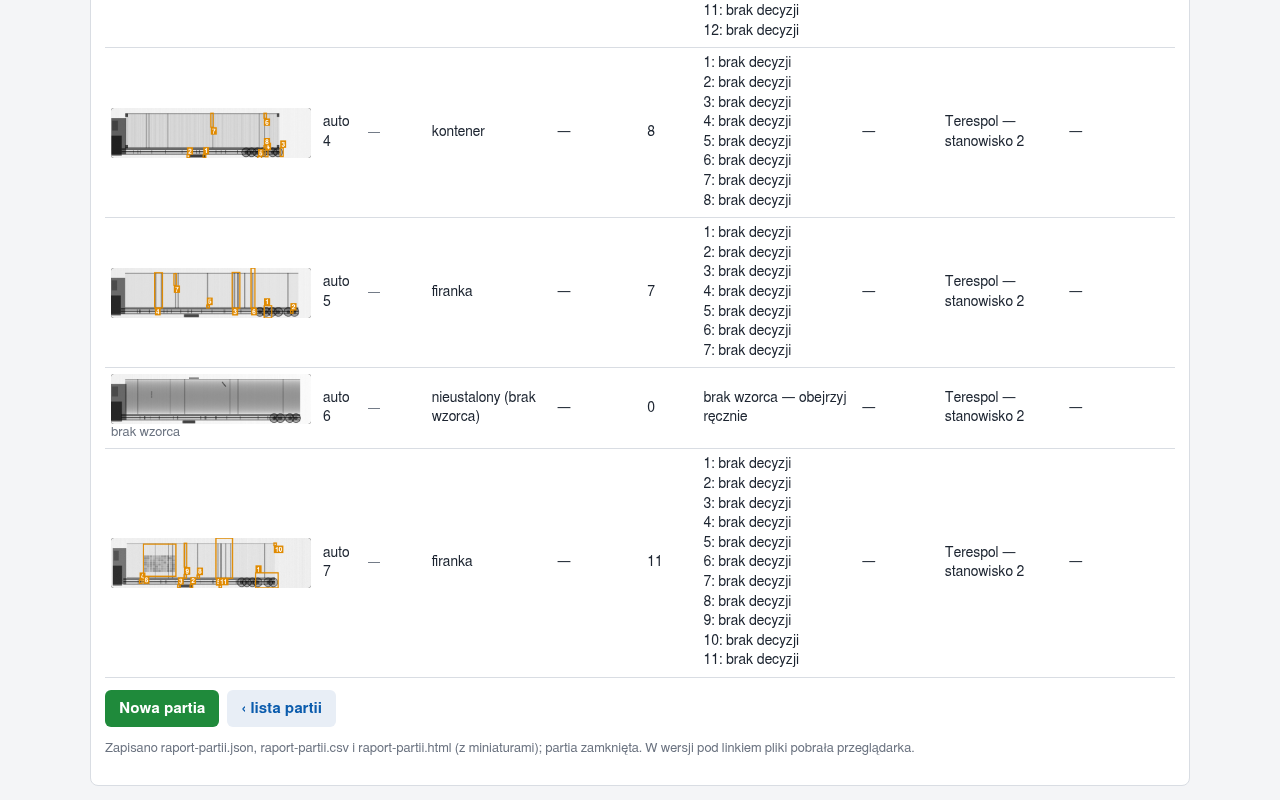 11: brak decyzji
12: brak decyzji
auto 4
—
kontener
—
8
1: brak decyzji
2: brak decyzji
3: brak decyzji
4: brak decyzji
5: brak decyzji
6: brak decyzji
7: brak decyzji
8: brak decyzji
—
Terespol —
stanowisko 2
—
auto 5
—
firanka
—
7
1: brak decyzji
2: brak decyzji
3: brak decyzji
4: brak decyzji
5: brak decyzji
6: brak decyzji
7: brak decyzji
—
Terespol —
stanowisko 2
—
brak wzorca
auto 6
—
nieustalony (brak
wzorca)
—
0
brak wzorca — obejrzyj
ręcznie
—
Terespol —
stanowisko 2
—
auto 7
—
firanka
—
11
1: brak decyzji
2: brak decyzji
3: brak decyzji
4: brak decyzji
5: brak decyzji
6: brak decyzji
7: brak decyzji
8: brak decyzji
9: brak decyzji
10: brak decyzji
11: brak decyzji
—
Terespol —
stanowisko 2
—
Nowa partia
‹ lista partii
Zapisano raport-partii.json, raport-partii.csv i raport-partii.html (z miniaturami); partia zamknięta. W wersji pod linkiem pliki pobrała przeglądarka.